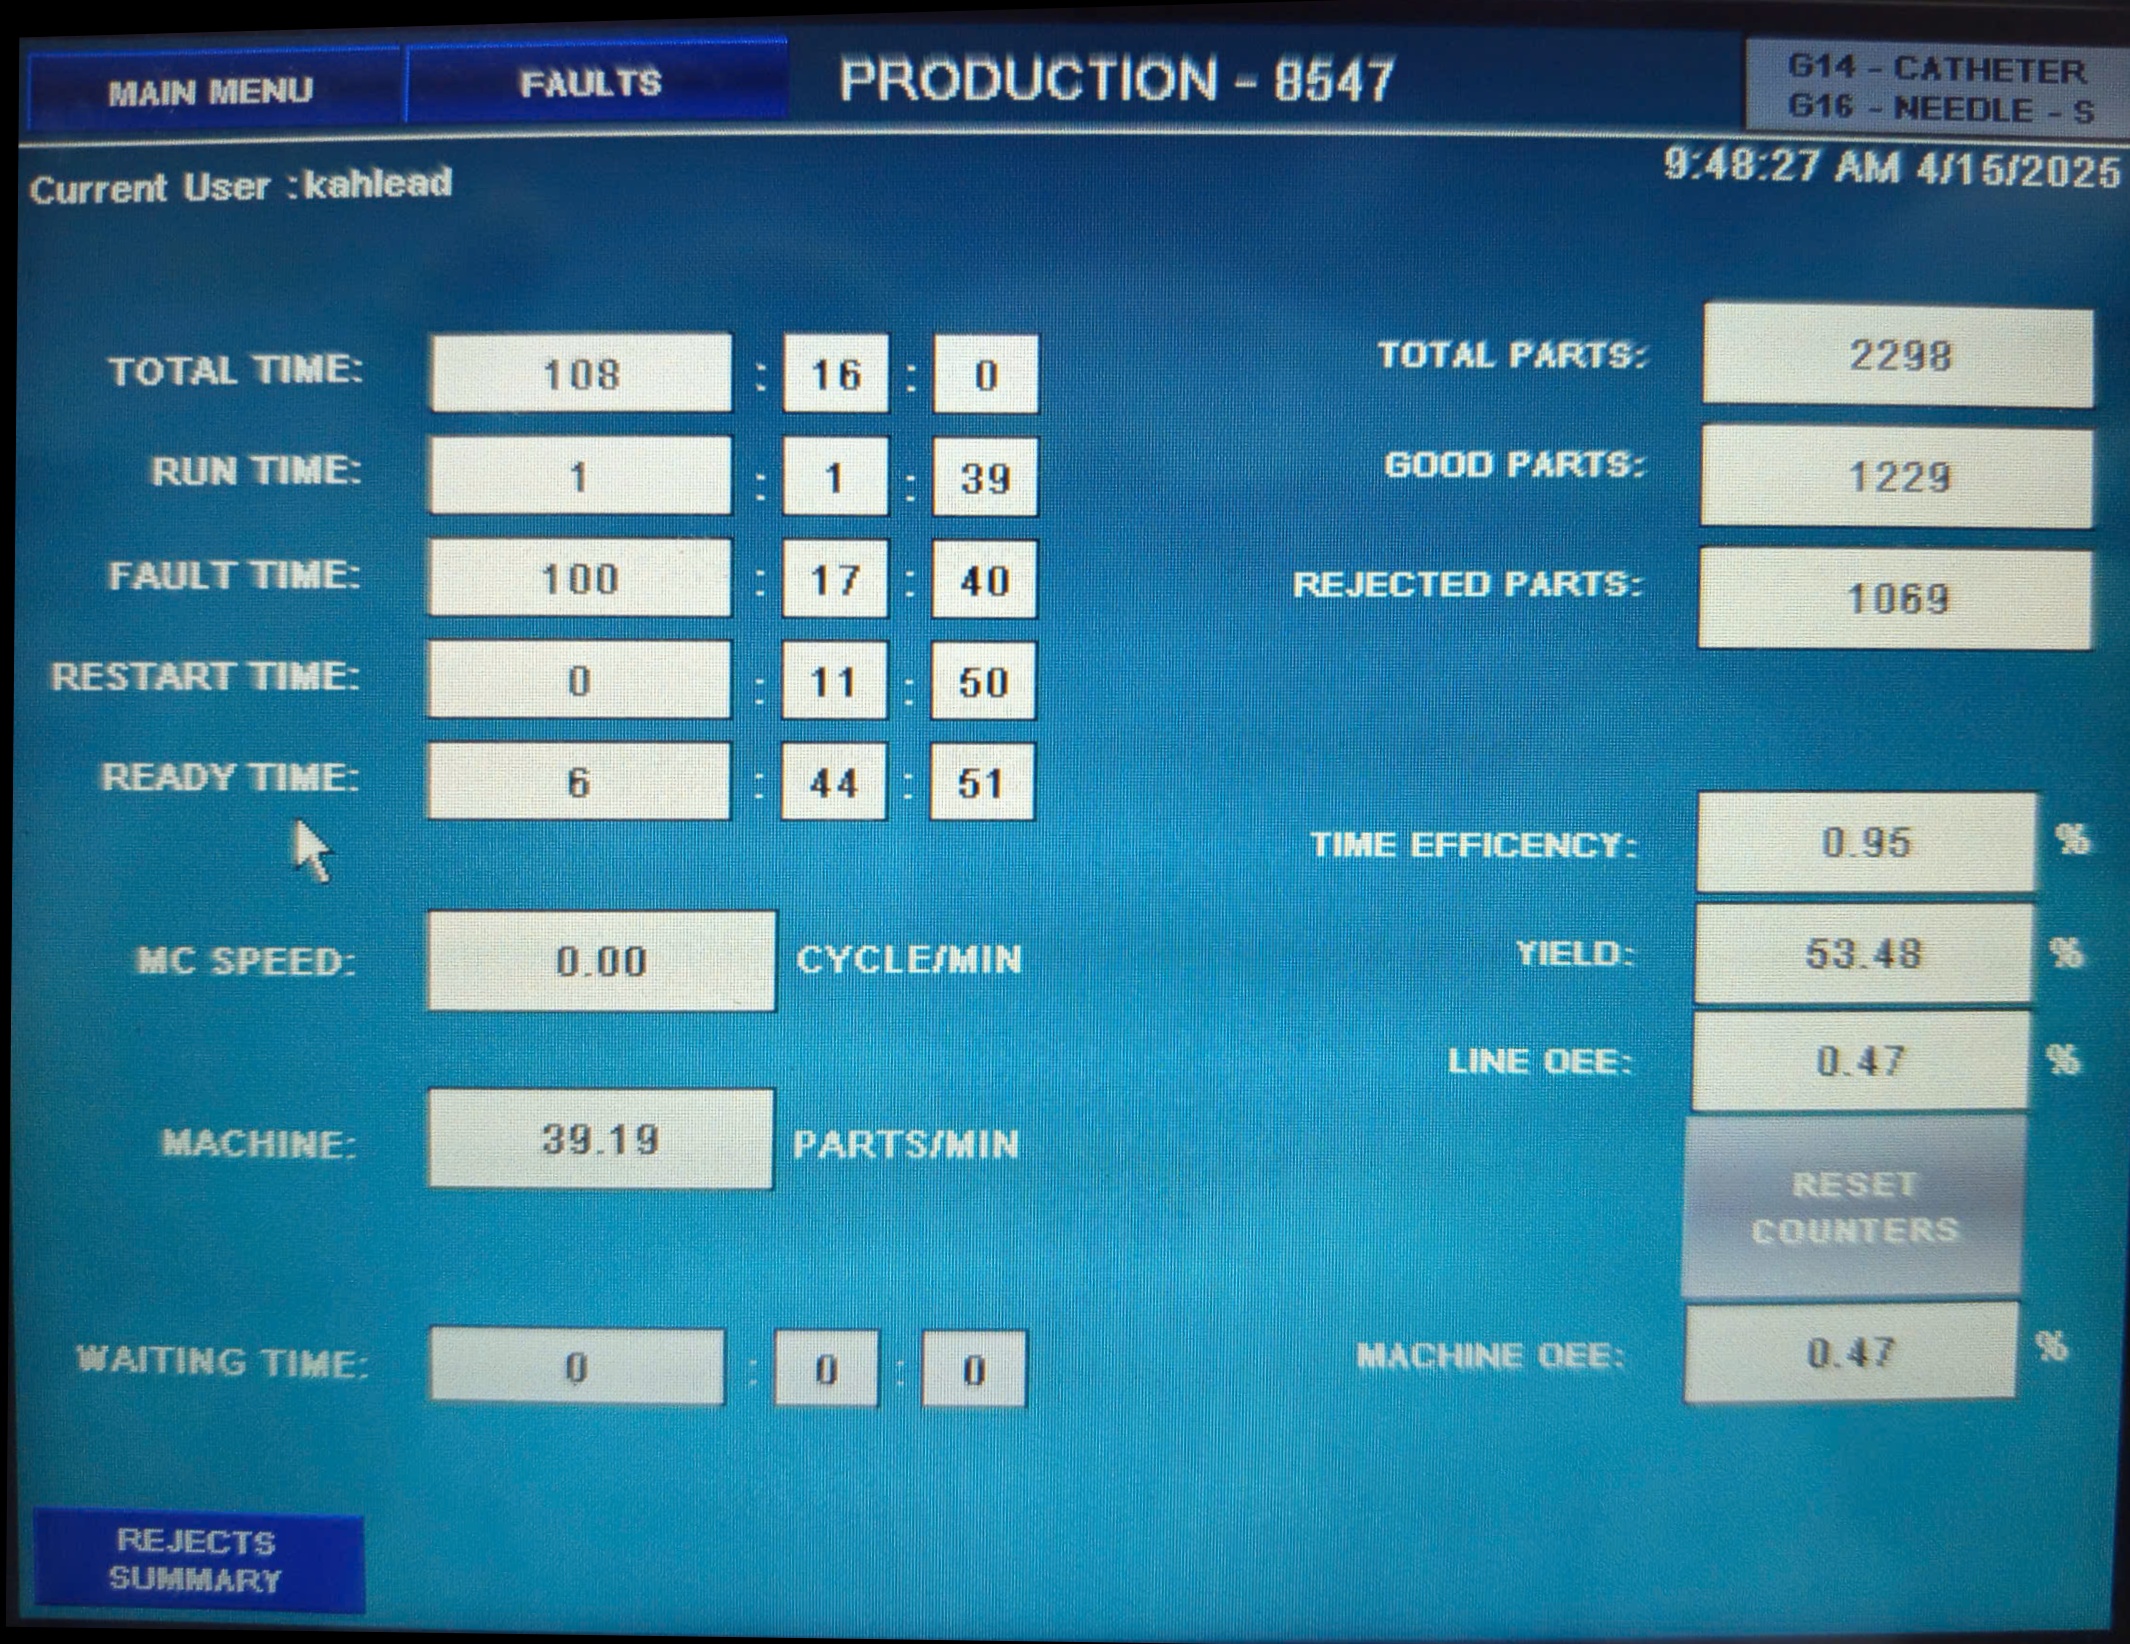 MAIN MENU
FAULTS
PRODUCTION - 8547
G14 - CATHETER
G16 - NEEDLE - S
9:48:27 AM 4/15/2025
Current User :kahlead
TOTAL TIME: 108 : 16 : 0
RUN TIME: 1 : 1 : 39
FAULT TIME: 100 : 17 : 40
RESTART TIME: 0 : 11 : 50
READY TIME: 6 : 44 : 51
MC SPEED: 0.00 CYCLE/MIN
MACHINE: 39.19 PARTS/MIN
WAITING TIME: 0 : 0 : 0
REJECTS
SUMMARY
TOTAL PARTS: 2298
GOOD PARTS: 1229
REJECTED PARTS: 1069
TIME EFFICENCY: 0.95 %
YIELD: 53.48 %
LINE OEE: 0.47 %
RESET
COUNTERS
MACHINE OEE: 0.47 %